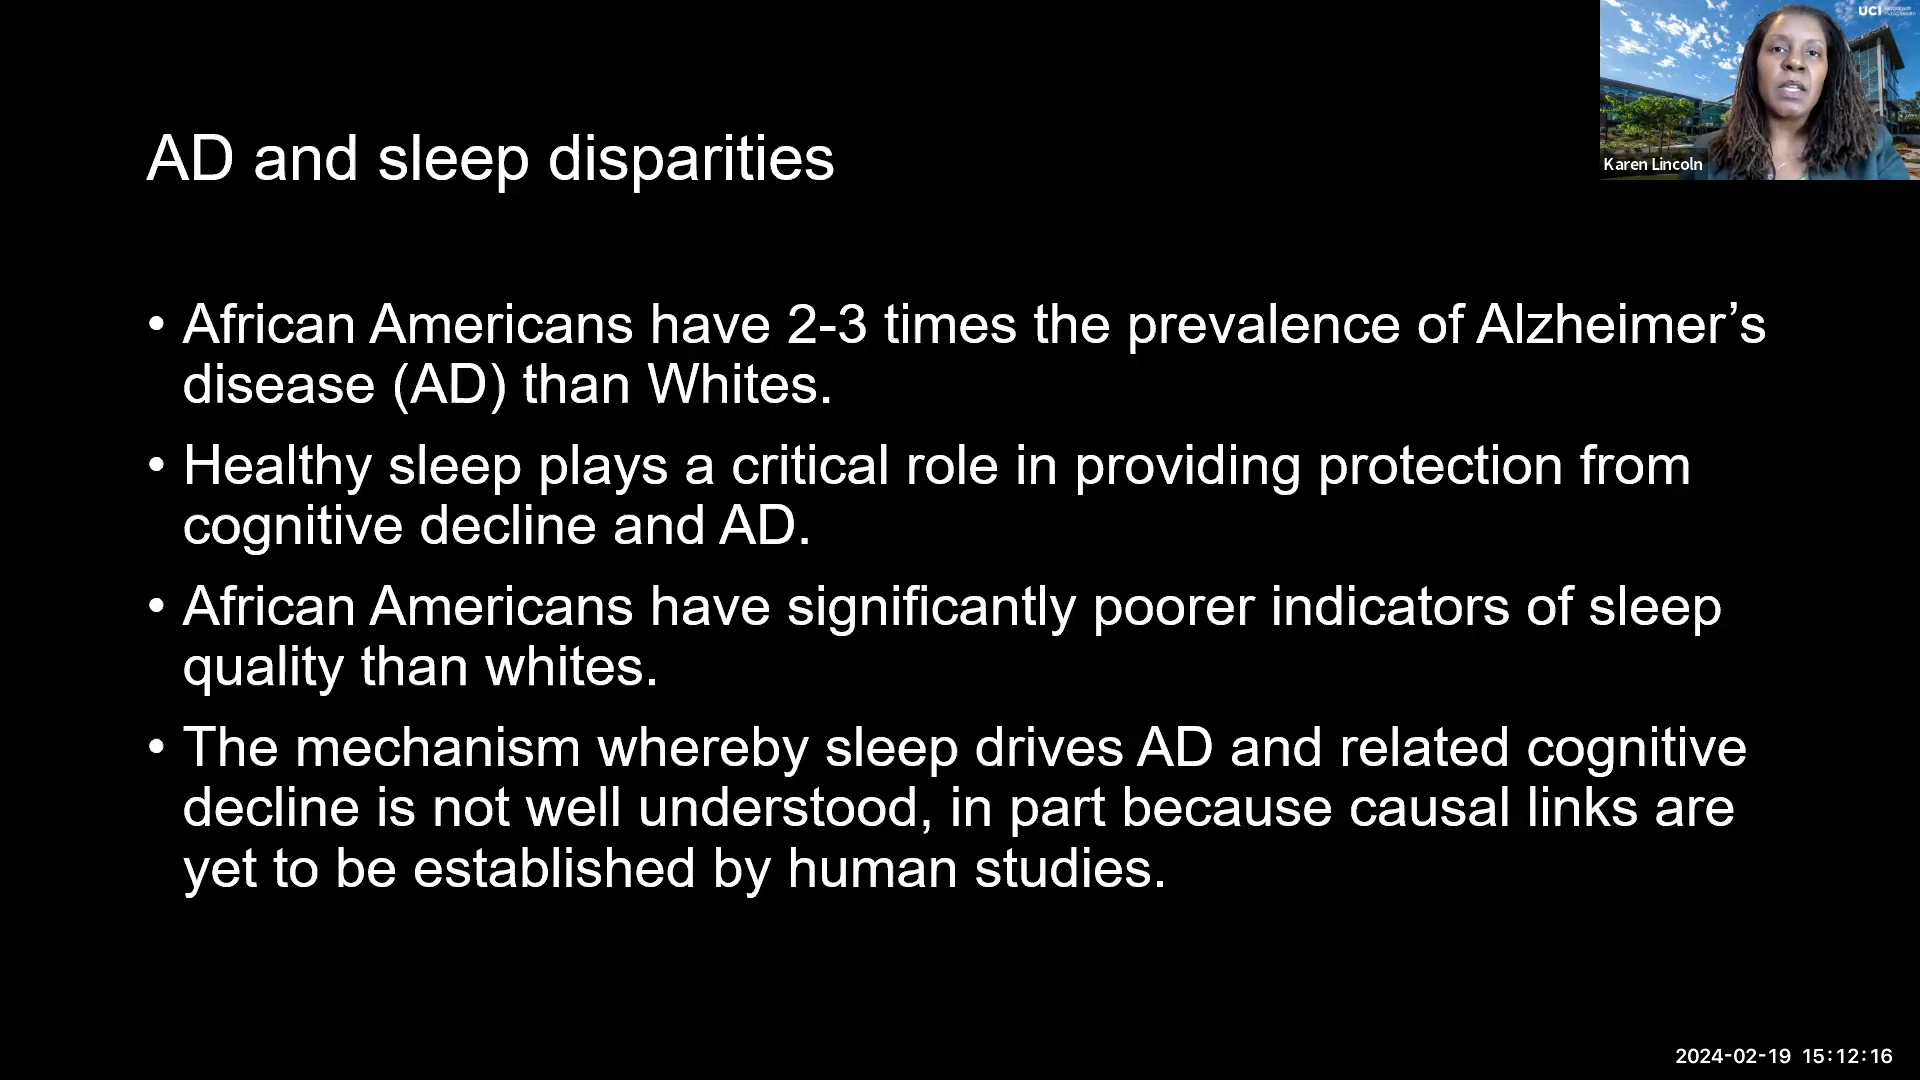 UCI
Karen Lincoln
AD and sleep disparities
• African Americans have 2-3 times the prevalence of Alzheimer’s
disease (AD) than Whites.
• Healthy sleep plays a critical role in providing protection from
cognitive decline and AD.
• African Americans have significantly poorer indicators of sleep
quality than whites.
• The mechanism whereby sleep drives AD and related cognitive
decline is not well understood, in part because causal links are
yet to be established by human studies.
2024-02-19 15:12:16